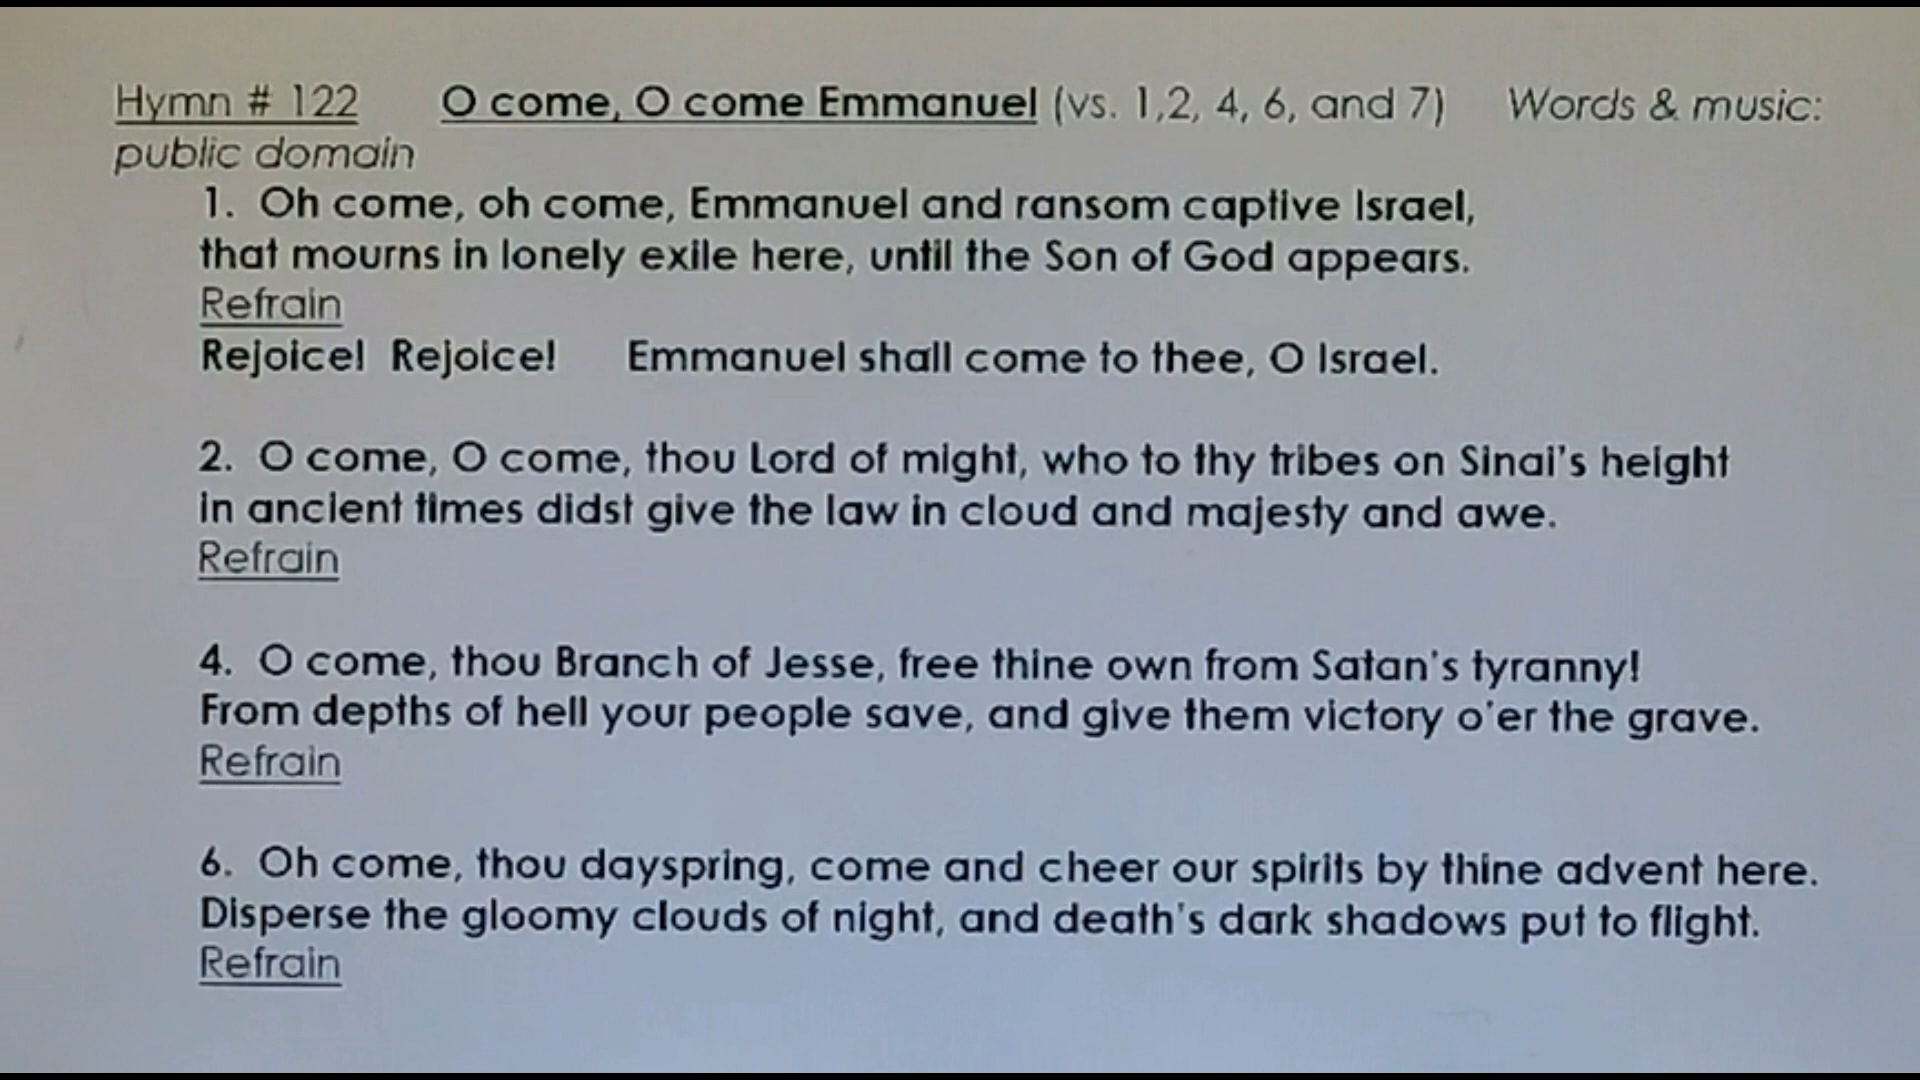 Hymn # 122 O come, O come Emmanuel (vs. 1,2, 4, 6, and 7) Words & music:
public domain
1. Oh come, oh come, Emmanuel and ransom captive Israel,
that mourns in lonely exile here, until the Son of God appears.
Refrain
Rejoice! Rejoice! Emmanuel shall come to thee, O Israel.
2. O come, O come, thou Lord of might, who to thy tribes on Sinai's height
in ancient times didst give the law in cloud and majesty and awe.
Refrain
4. O come, thou Branch of Jesse, free thine own from Satan's tyranny!
From depths of hell your people save, and give them victory o'er the grave.
Refrain
6. Oh come, thou dayspring, come and cheer our spirits by thine advent here.
Disperse the gloomy clouds of night, and death's dark shadows put to flight.
Refrain